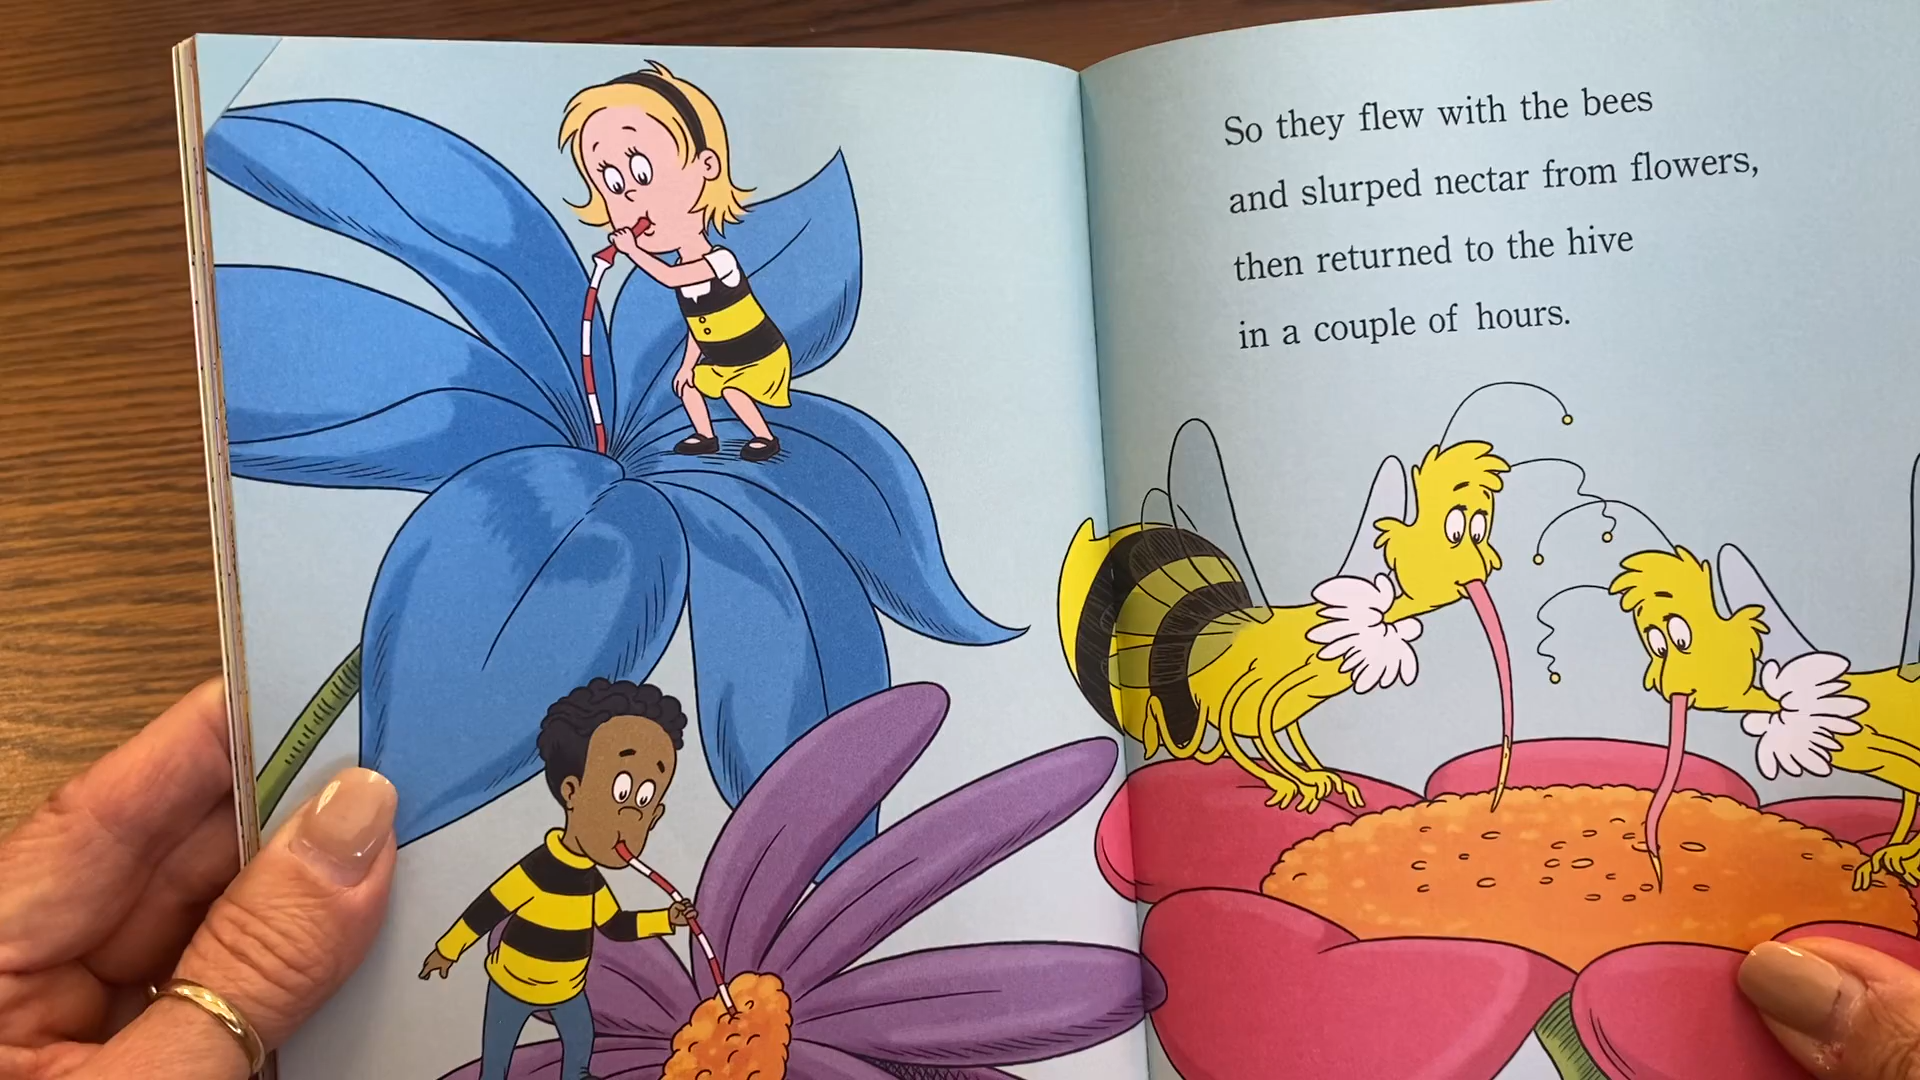 So they flew with the bees
and slurped nectar from flowers,
then returned to the hive
in a couple of hours.